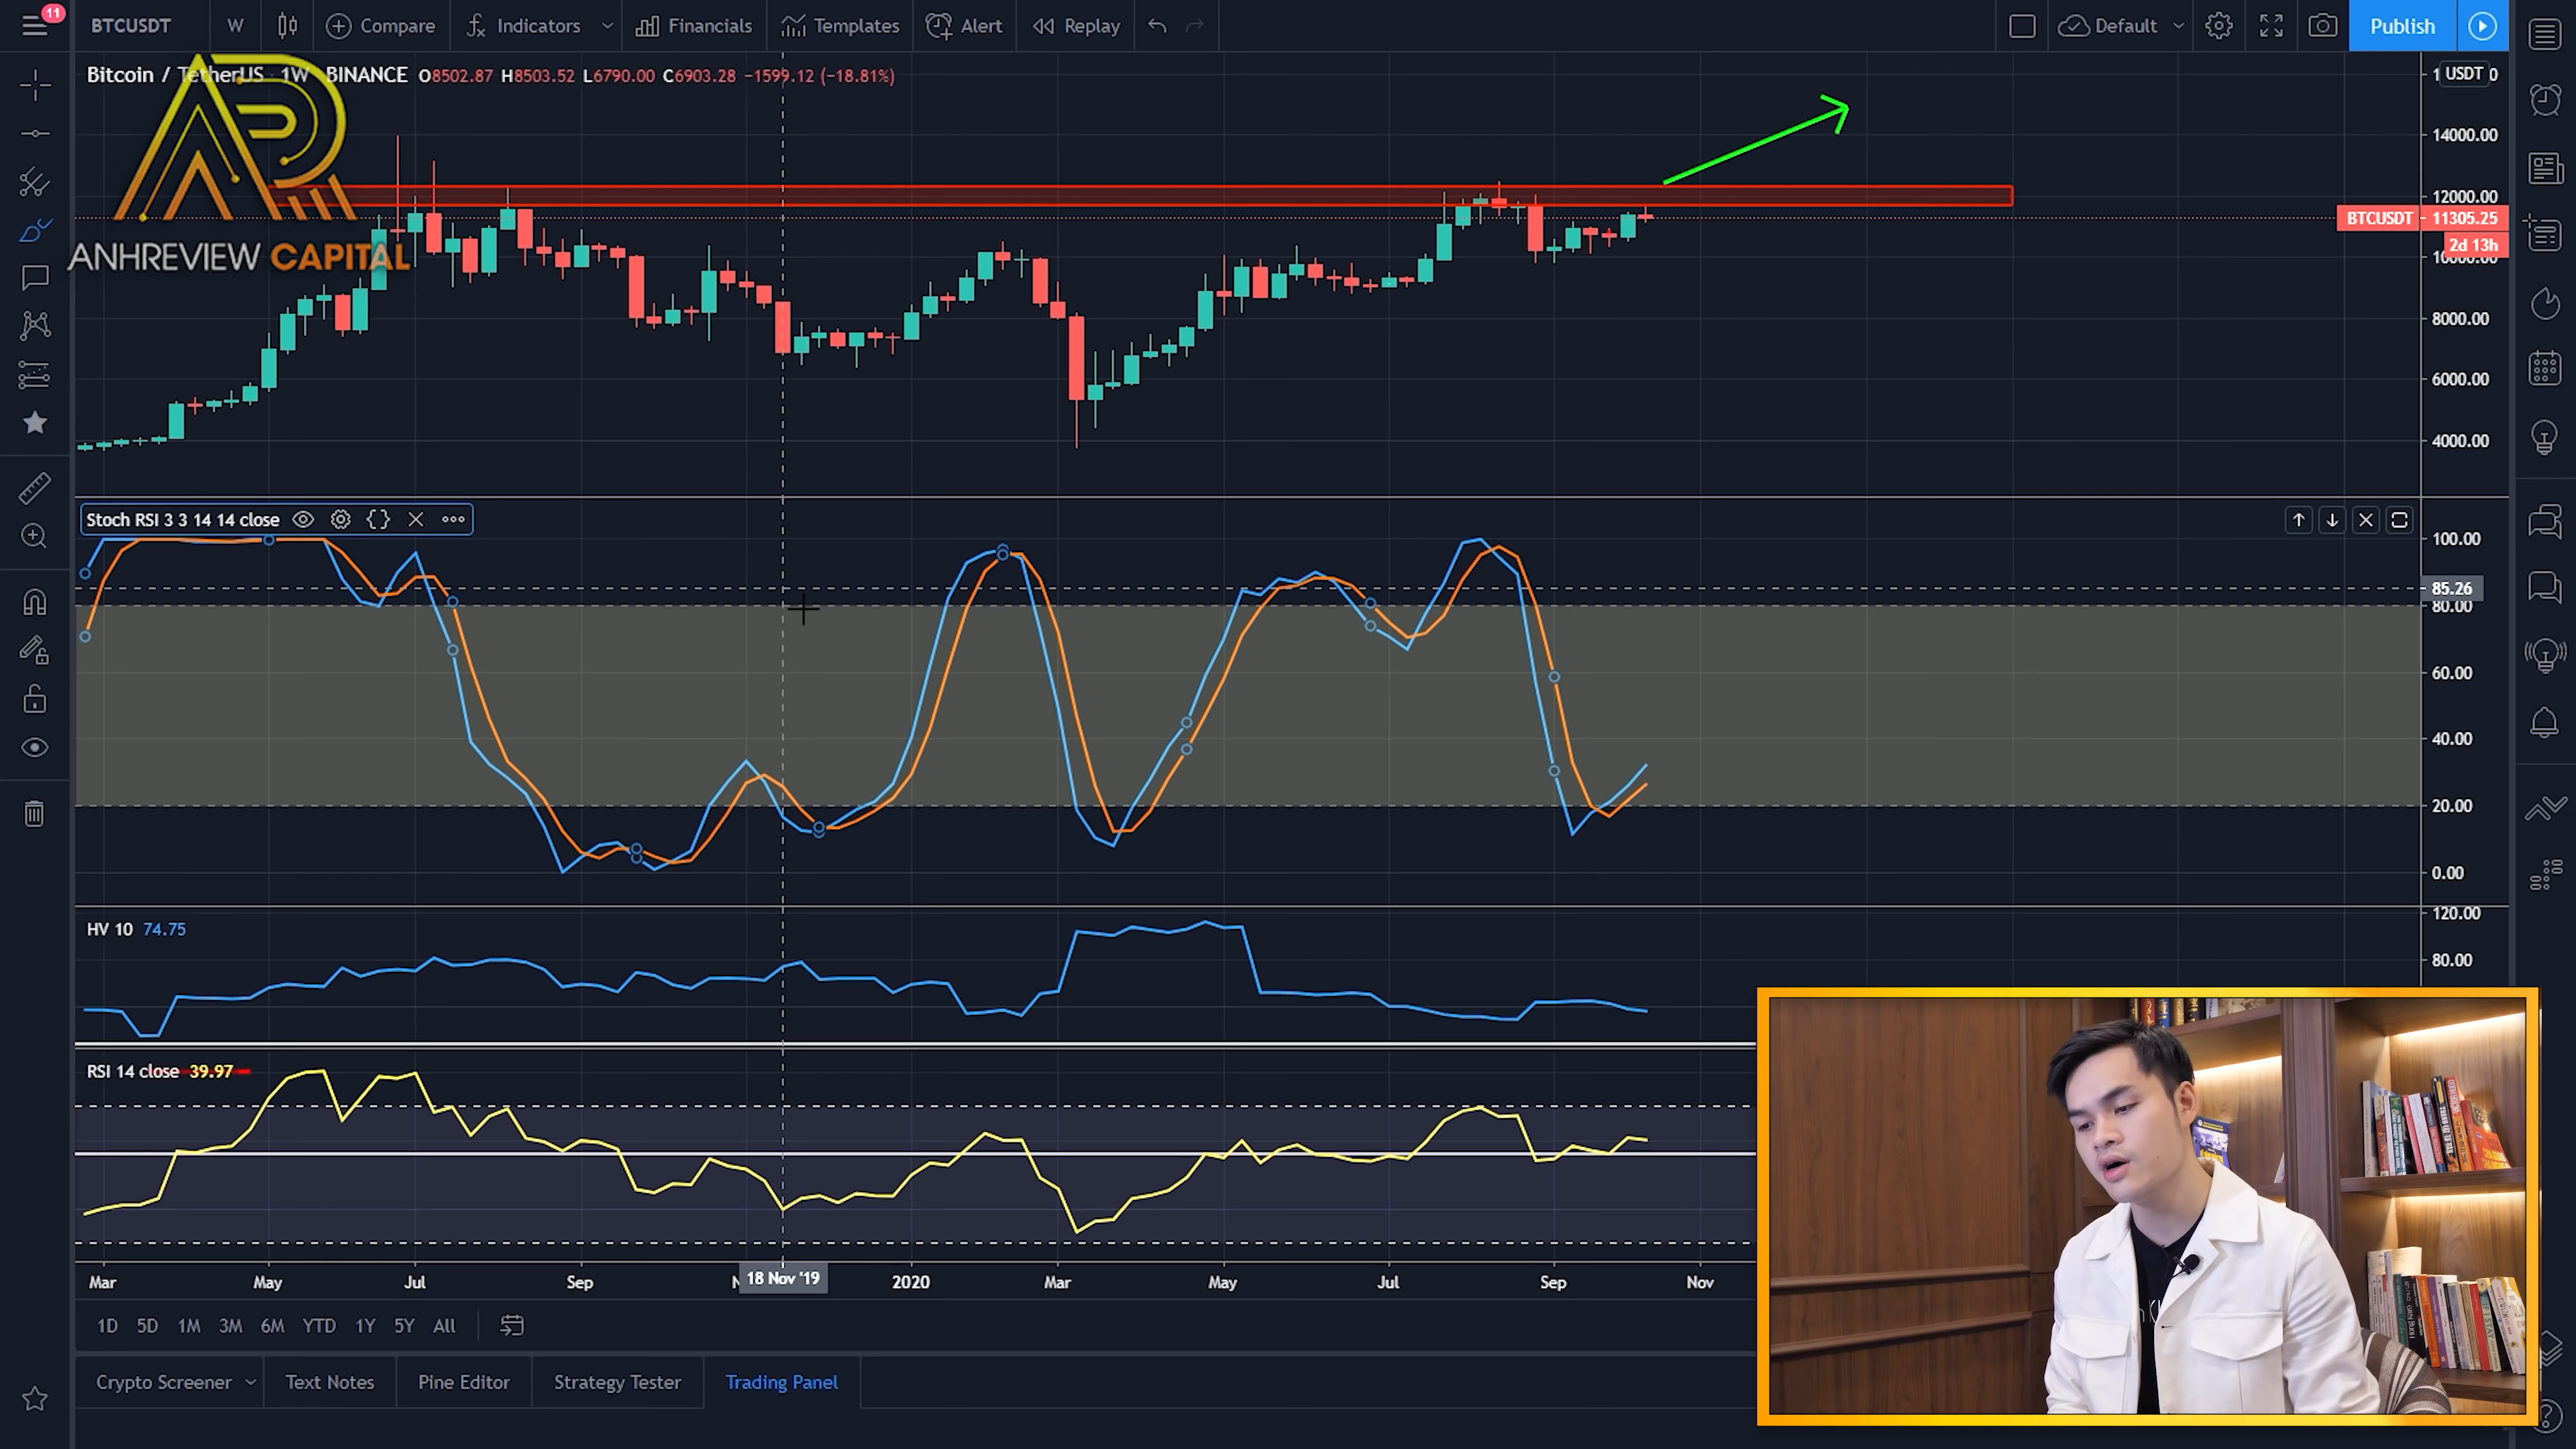 11
BTCUSDT W Compare Indicators Financials Templates Alert Replay Default Publish
Bitcoin / TetherUS 1W BINANCE O8502.87 H8503.52 L6790.00 C6903.28 −1599.12 (−18.81%)
USDT
ANHREVIEW CAPITAL
14000.00
12000.00
BTCUSDT 11305.25
2d 13h
10000.00
8000.00
6000.00
4000.00
Stoch RSI 3 3 14 14 close
100.00
85.26
80.00
60.00
40.00
20.00
0.00
HV 10 74.75
120.00
80.00
RSI 14 close 39.97
Mar May Jul Sep 18 Nov '19 2020 Mar May Jul Sep Nov
1D 5D 1M 3M 6M YTD 1Y 5Y All
Crypto Screener Text Notes Pine Editor Strategy Tester Trading Panel